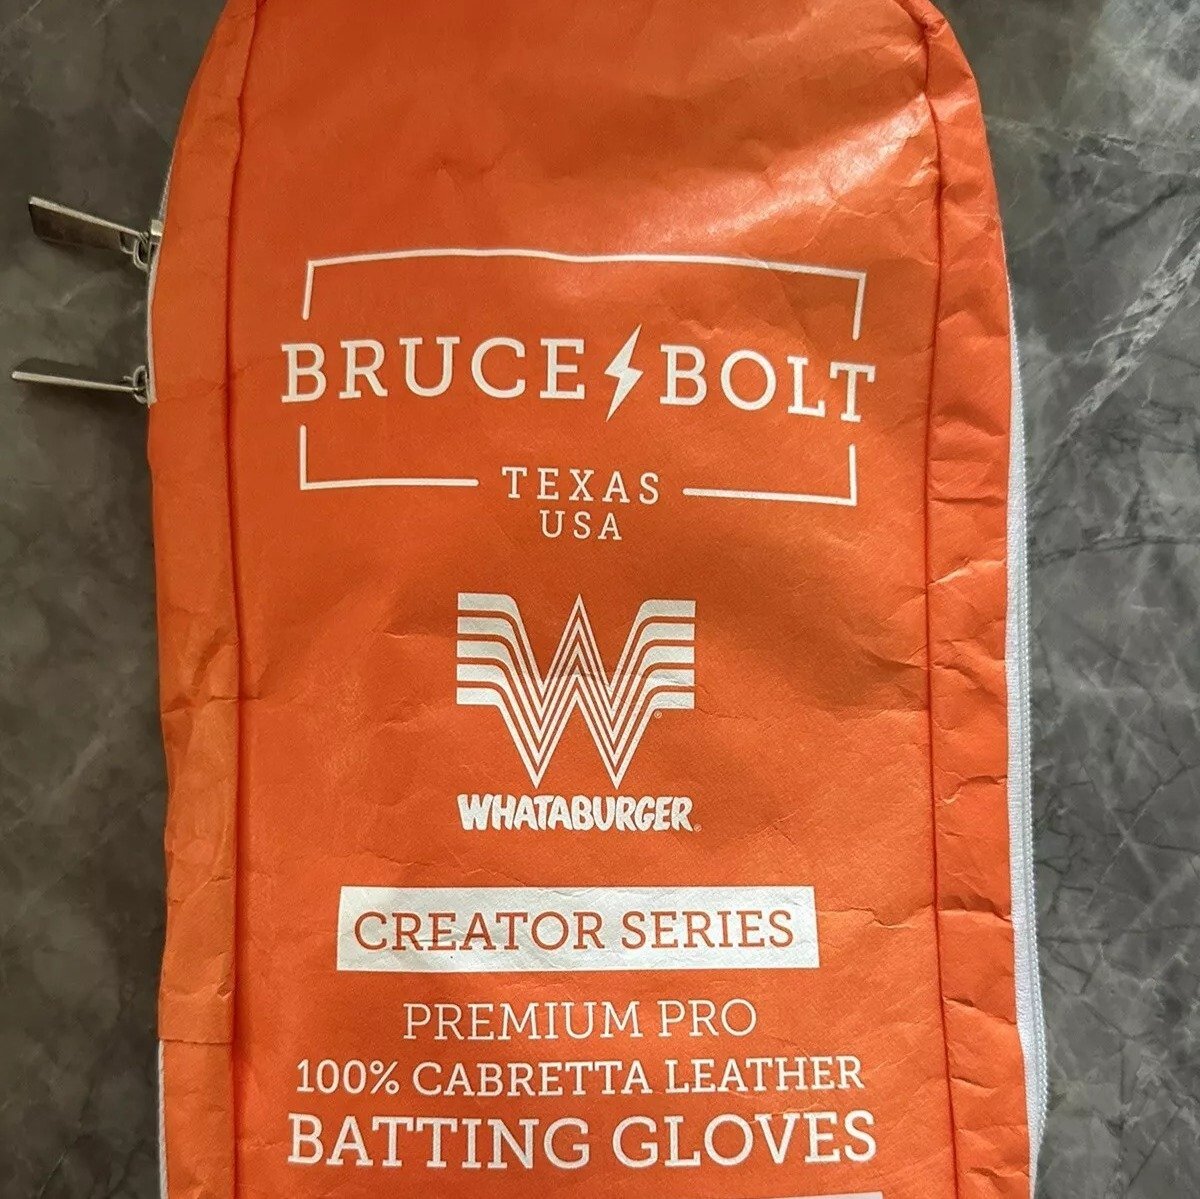 BRUCE BOLT
TEXAS
USA
W
WHATABURGER
CREATOR SERIES
PREMIUM PRO
100% CABRETTA LEATHER
BATTING GLOVES